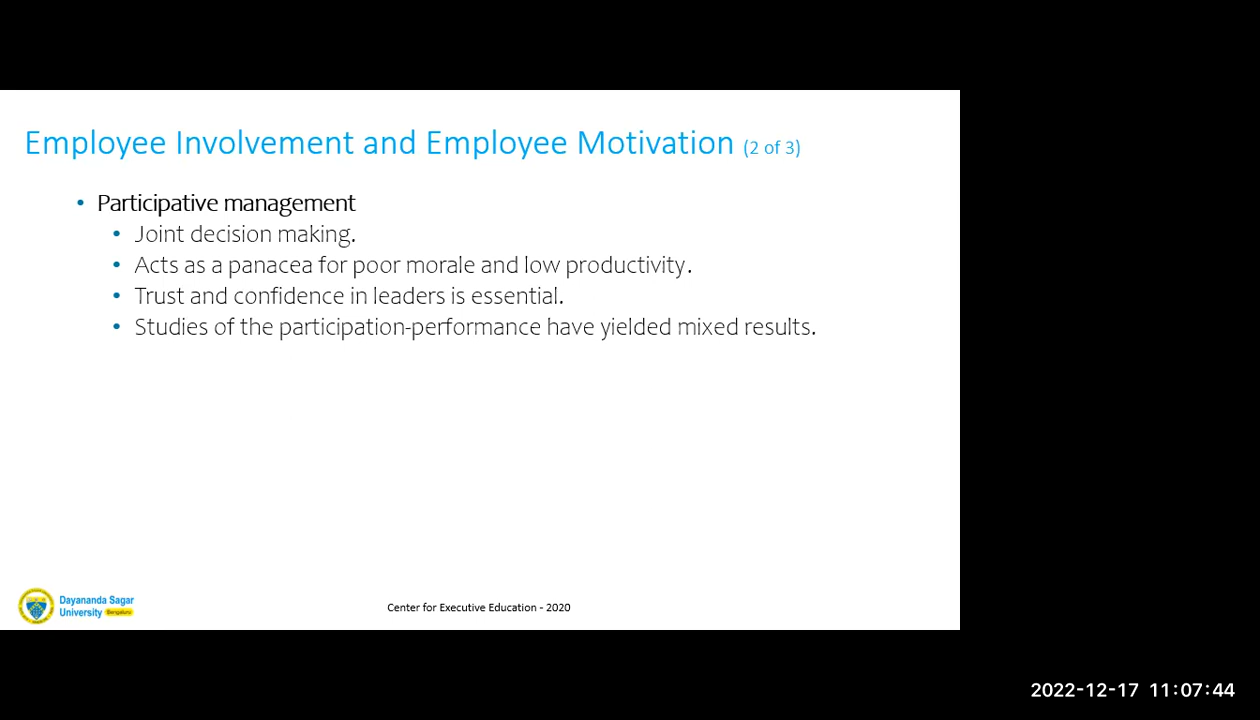 Employee Involvement and Employee Motivation (2 of 3)
• Participative management
• Joint decision making.
• Acts as a panacea for poor morale and low productivity.
• Trust and confidence in leaders is essential.
• Studies of the participation-performance have yielded mixed results.
Dayananda Sagar
University Bengaluru
Center for Executive Education - 2020
2022-12-17 11:07:44